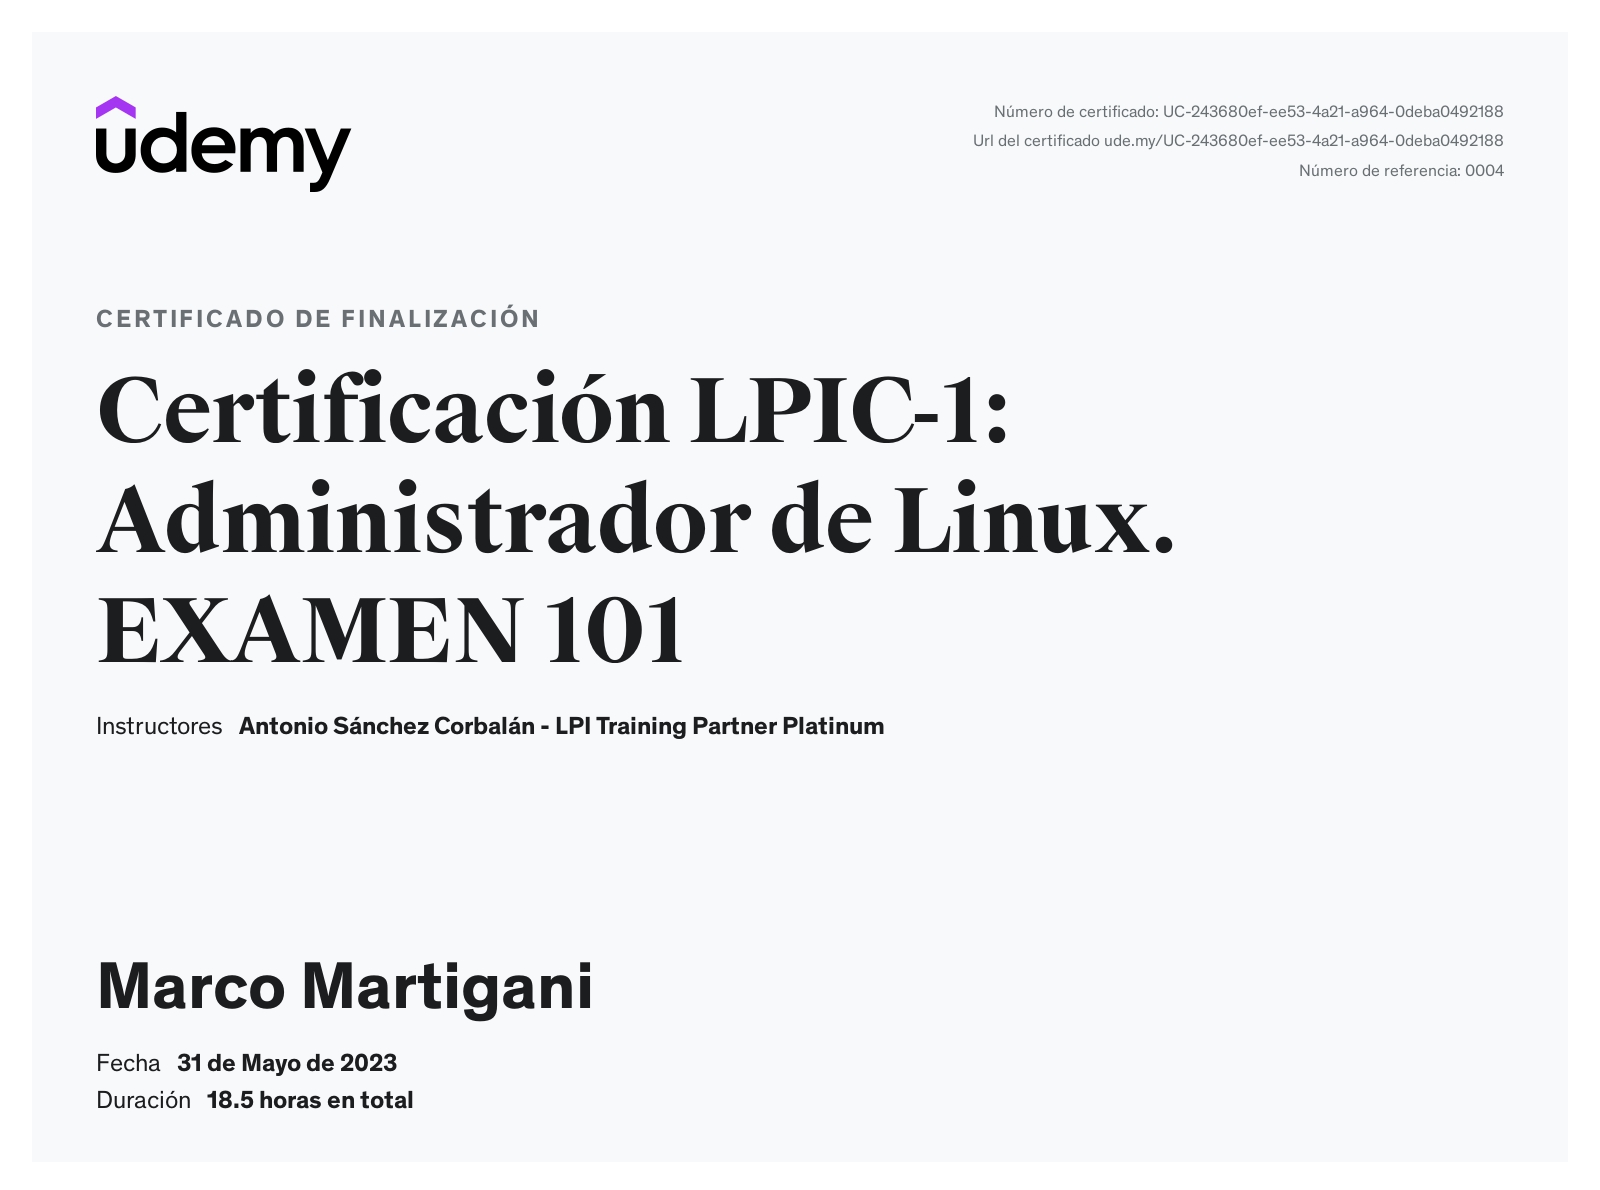 udemy
Número de certificado: UC-243680ef-ee53-4a21-a964-0deba0492188
Url del certificado ude.my/UC-243680ef-ee53-4a21-a964-0deba0492188
Número de referencia: 0004
CERTIFICADO DE FINALIZACIÓN
Certificación LPIC-1:
Administrador de Linux.
EXAMEN 101
Instructores Antonio Sánchez Corbalán - LPI Training Partner Platinum
Marco Martigani
Fecha 31 de Mayo de 2023
Duración 18.5 horas en total